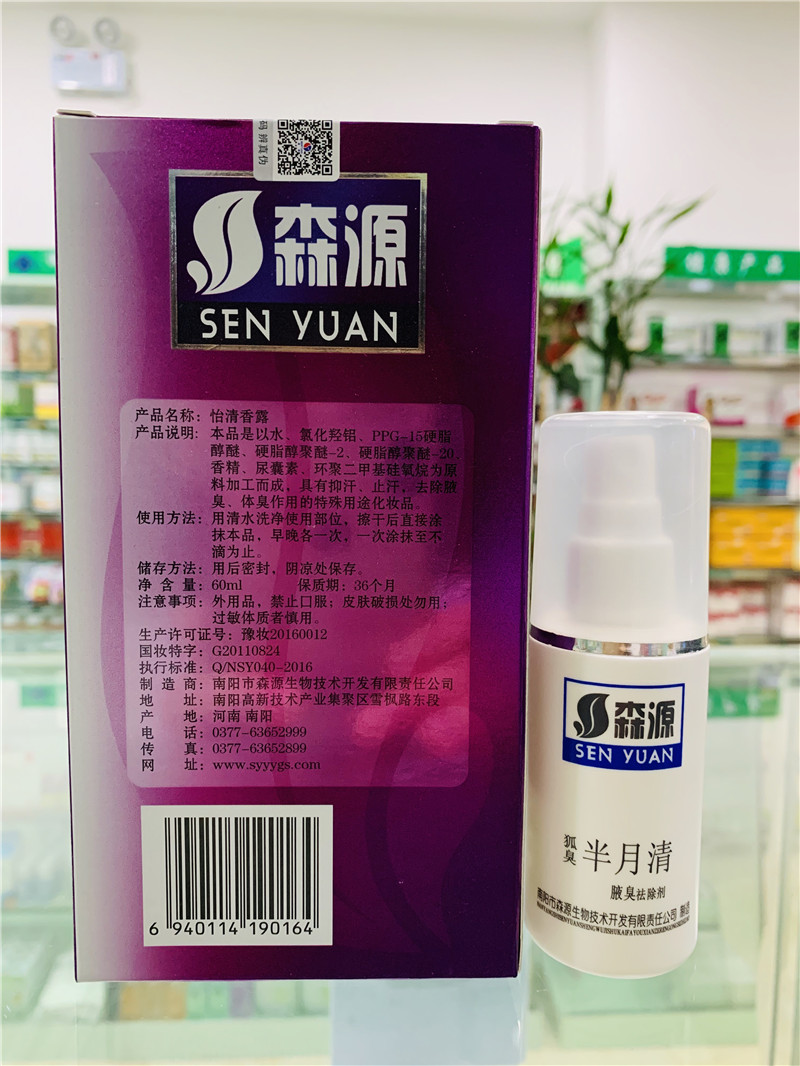 码 辨真伪
森源
SEN YUAN
产品名称：怡清香露
产品说明：本品是以水、氯化羟铝、PPG-15硬脂
醇醚、硬脂醇聚醚-2、硬脂醇聚醚-20、
香精、尿囊素、环聚二甲基硅氧烷为原
料加工而成，具有抑汗、止汗，去除腋
臭、体臭作用的特殊用途化妆品。
使用方法：用清水洗净使用部位，擦干后直接涂
抹本品，早晚各一次，一次涂抹至不
滴为止。
储存方法：用后密封，阴凉处保存。
净含量：60ml 保质期：36个月
注意事项：外用品，禁止口服；皮肤破损处勿用；
过敏体质者慎用。
生产许可证号：豫妆20160012
国妆特字：G20110824
执行标准：Q/NSY040-2016
制造商：南阳市森源生物技术开发有限责任公司
地址：南阳高新技术产业集聚区雪枫路东段
产地：河南 南阳
电话：0377-63652999
传真：0377-63652899
网址：www.syyygs.com
6 940114 190164
森源
SEN YUAN
狐臭 半月清
腋臭祛除剂
南阳市森源生物技术开发有限责任公司 制造
健康产品